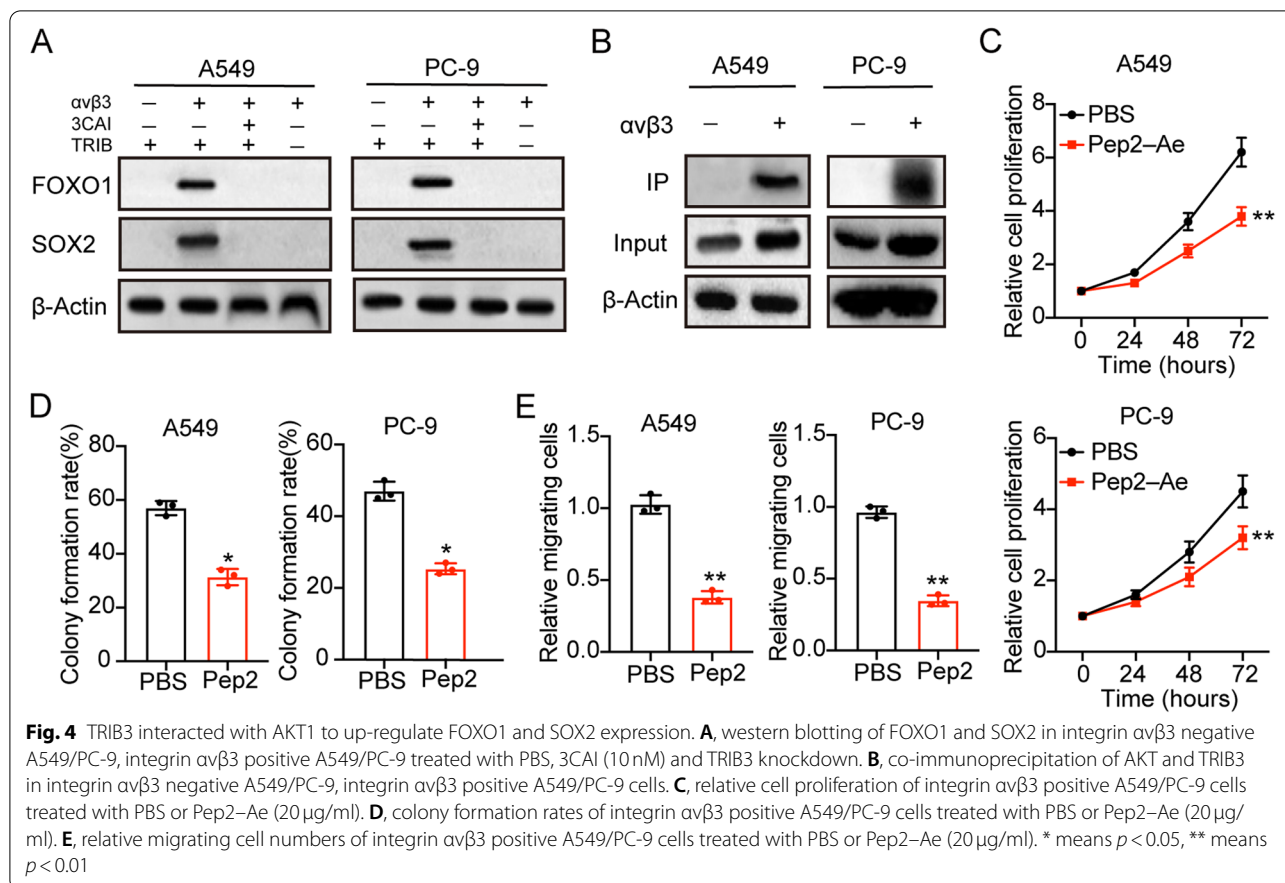 A
A549
PC-9
αvβ3 – + + + – + + +
3CAI – – + – – – + –
TRIB + + + – + + + –
FOXO1
SOX2
β-Actin
B
A549
PC-9
αvβ3 – + – +
IP
Input
β-Actin
C
A549
Relative cell proliferation
8
6
4
2
0
PBS
Pep2–Ae
**
0 24 48 72
Time (hours)
PC-9
Relative cell proliferation
6
4
2
0
PBS
Pep2–Ae
**
0 24 48 72
Time (hours)
D
A549
Colony formation rate(%)
80
60
40
20
0
*
PBS Pep2
PC-9
Colony formation rate(%)
60
40
20
0
*
PBS Pep2
E
A549
Relative migrating cells
1.5
1.0
0.5
0.0
**
PBS Pep2
PC-9
Relative migrating cells
1.5
1.0
0.5
0.0
**
PBS Pep2
Fig. 4 TRIB3 interacted with AKT1 to up-regulate FOXO1 and SOX2 expression. A, western blotting of FOXO1 and SOX2 in integrin αvβ3 negative
A549/PC-9, integrin αvβ3 positive A549/PC-9 treated with PBS, 3CAI (10 nM) and TRIB3 knockdown. B, co-immunoprecipitation of AKT and TRIB3
in integrin αvβ3 negative A549/PC-9, integrin αvβ3 positive A549/PC-9 cells. C, relative cell proliferation of integrin αvβ3 positive A549/PC-9 cells
treated with PBS or Pep2–Ae (20 μg/ml). D, colony formation rates of integrin αvβ3 positive A549/PC-9 cells treated with PBS or Pep2–Ae (20 μg/
ml). E, relative migrating cell numbers of integrin αvβ3 positive A549/PC-9 cells treated with PBS or Pep2–Ae (20 μg/ml). * means p < 0.05, ** means
p < 0.01